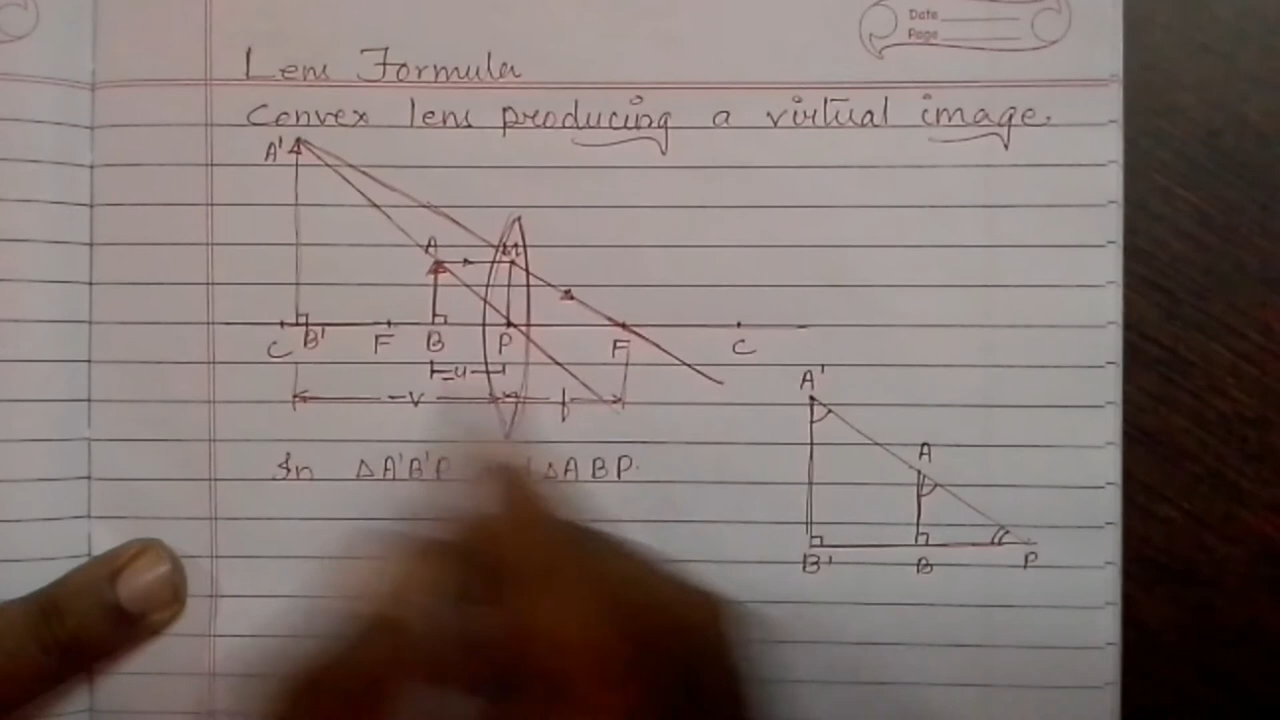 Date
Page
Lens Formula
Convex lens producing a virtual image.
A'
A M
C B' F B P F C
-u
-v f
In ΔA'B'P ΔABP.
A'
A
B' B P